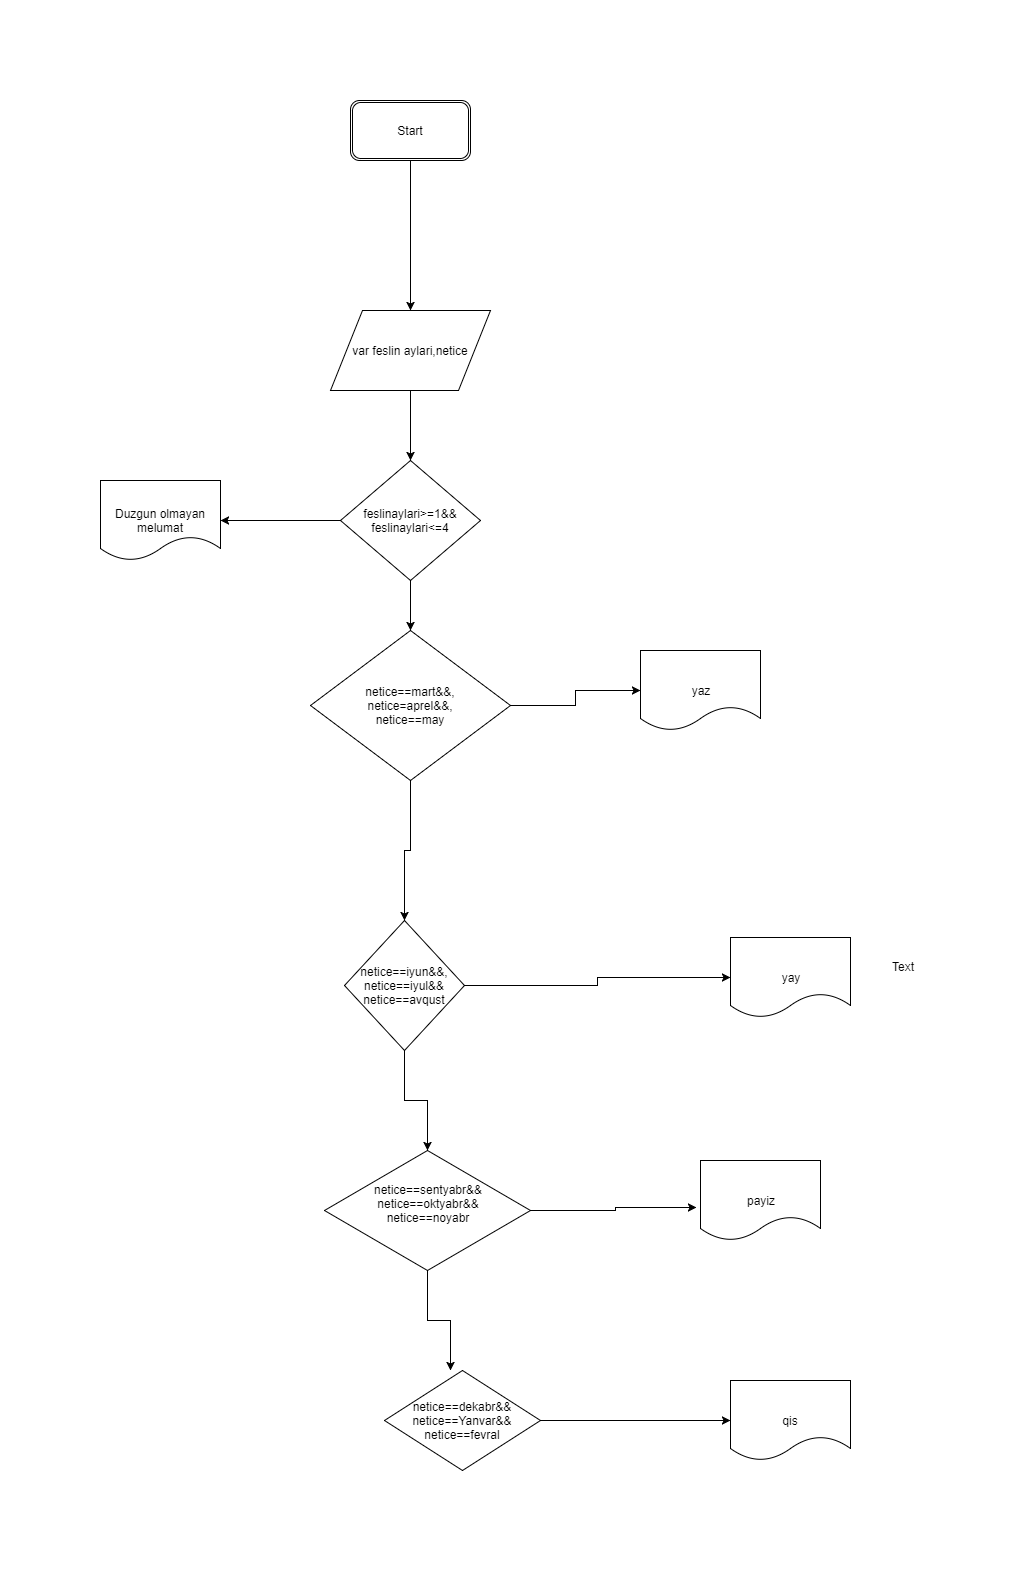 Start
var feslin aylari,netice
feslinaylari>=1&&
feslinaylari<=4
Duzgun olmayan
melumat
netice==mart&&,
netice=aprel&&,
netice==may
yaz
netice==iyun&&,
netice==iyul&&
netice==avqust
yay
Text
netice==sentyabr&&
netice==oktyabr&&
netice==noyabr
payiz
netice==dekabr&&
netice==Yanvar&&
netice==fevral
qis